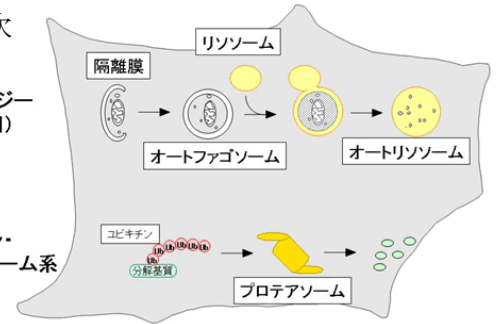 次
リソソーム
隔離膜
ジー
オートファゴソーム
オートリソソーム
ユビキチン
Ub Ub Ub Ub Ub Ub
分解基質
ーム系
プロテアソーム